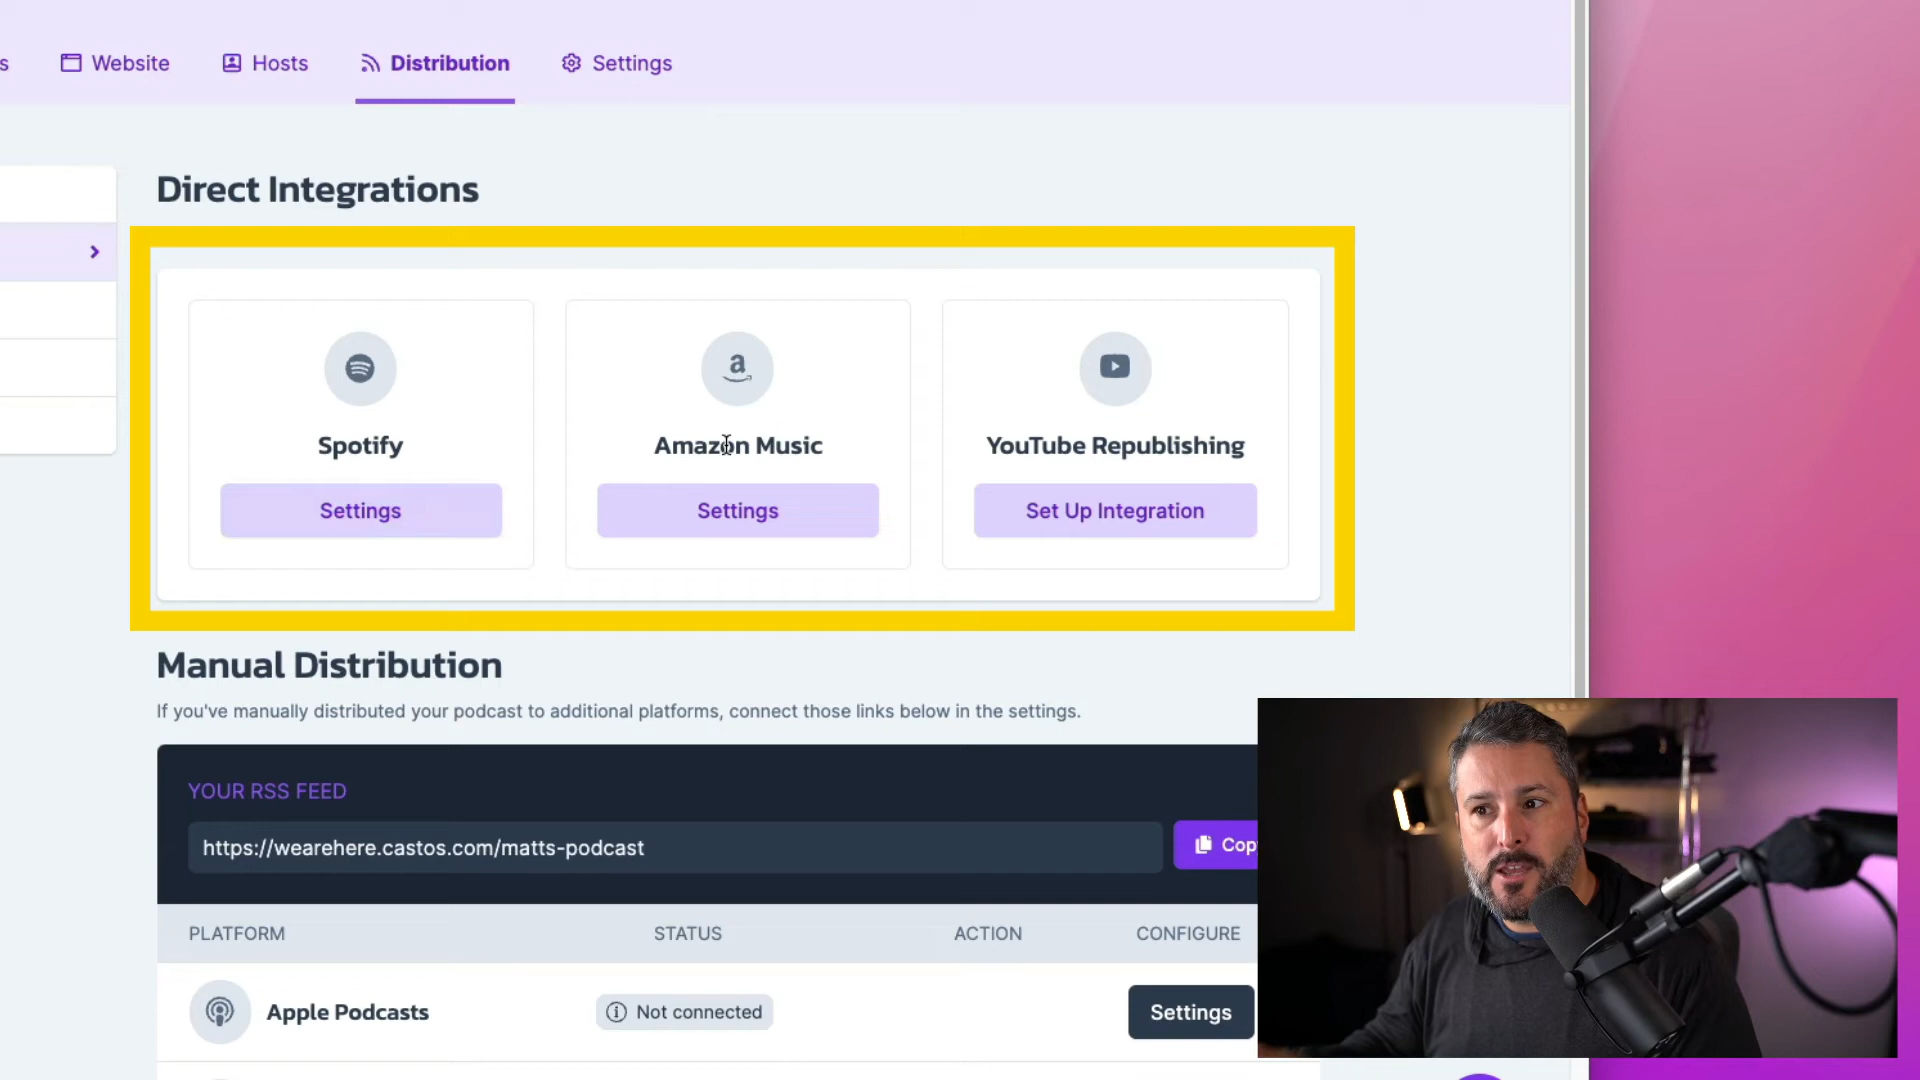 s
Website
Hosts
Distribution
Settings
Direct Integrations
Spotify
Amazon Music
YouTube Republishing
Settings
Settings
Set Up Integration
Manual Distribution
If you've manually distributed your podcast to additional platforms, connect those links below in the settings.
YOUR RSS FEED
https://wearehere.castos.com/matts-podcast
Cop
PLATFORM
STATUS
ACTION
CONFIGURE
Apple Podcasts
Not connected
Settings